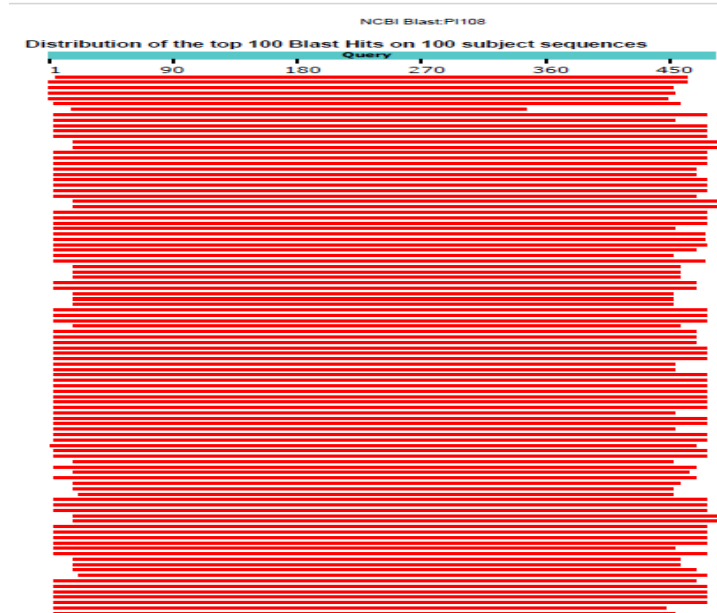 NCBI Blast:PI108
Distribution of the top 100 Blast Hits on 100 subject sequences
Query
1 90 180 270 360 450